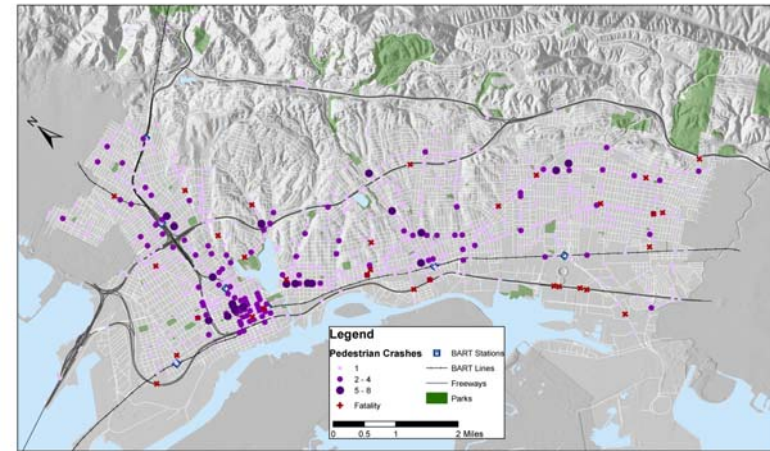 N
Legend
Pedestrian Crashes
1
2 - 4
5 - 8
Fatality
BART Stations
BART Lines
Freeways
Parks
0 0.5 1 2 Miles